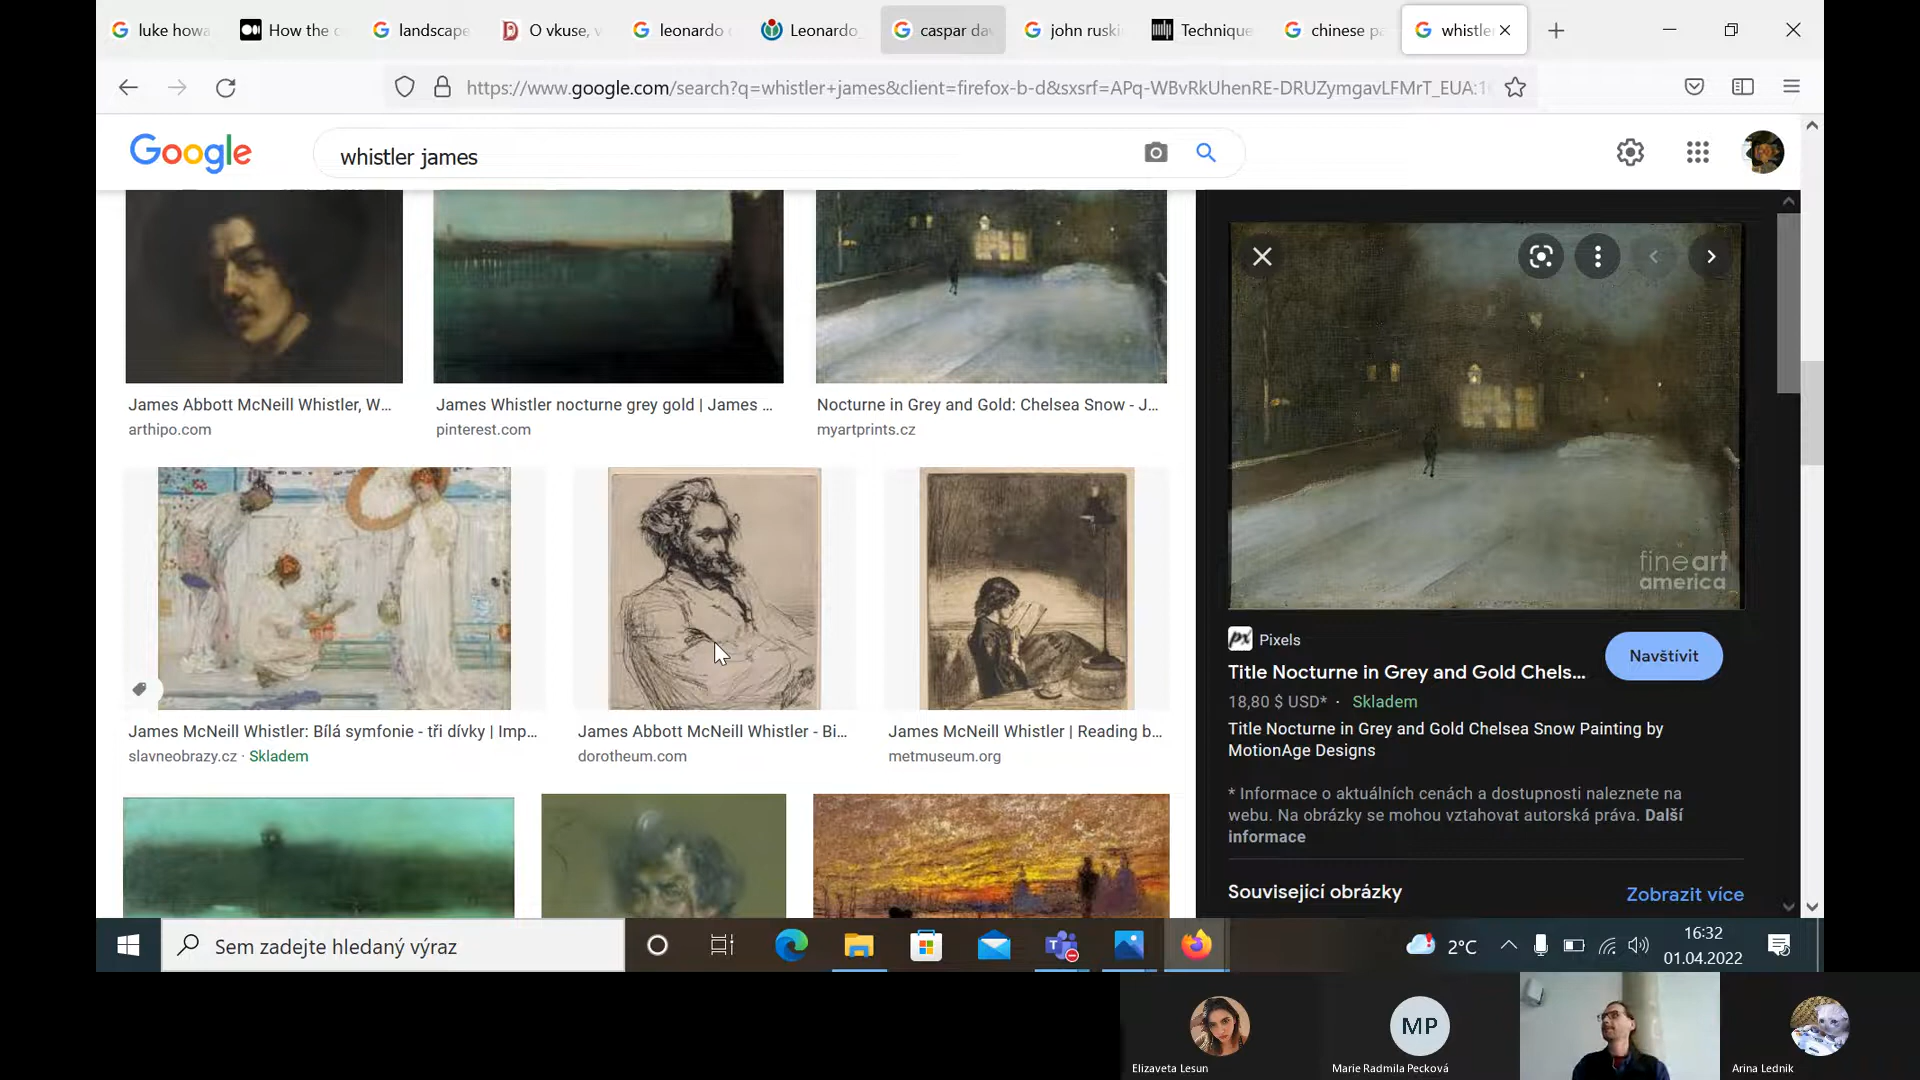 luke howa
How the c
landscape
O vkuse, v
leonardo d
Leonardo_
caspar dav
john ruski
Technique
chinese pa
whistler
https://www.google.com/search?q=whistler+james&client=firefox-b-d&sxsrf=APq-WBvRkUhenRE-DRUZymgavLFMrT_EUA:1
Google
whistler james
James Abbott McNeill Whistler, W...
arthipo.com
James Whistler nocturne grey gold | James ...
pinterest.com
Nocturne in Grey and Gold: Chelsea Snow - J...
myartprints.cz
James McNeill Whistler: Bílá symfonie - tři dívky | Imp...
slavneobrazy.cz · Skladem
James Abbott McNeill Whistler - Bi...
dorotheum.com
James McNeill Whistler | Reading b...
metmuseum.org
fineart
america
px Pixels
Navštívit
Title Nocturne in Grey and Gold Chels...
18,80 $ USD* · Skladem
Title Nocturne in Grey and Gold Chelsea Snow Painting by
MotionAge Designs
* Informace o aktuálních cenách a dostupnosti naleznete na
webu. Na obrázky se mohou vztahovat autorská práva. Další
informace
Související obrázky
Zobrazit více
Sem zadejte hledaný výraz
2°C
16:32
01.04.2022
MP
Elizaveta Lesun
Marie Radmila Pecková
Arina Lednik